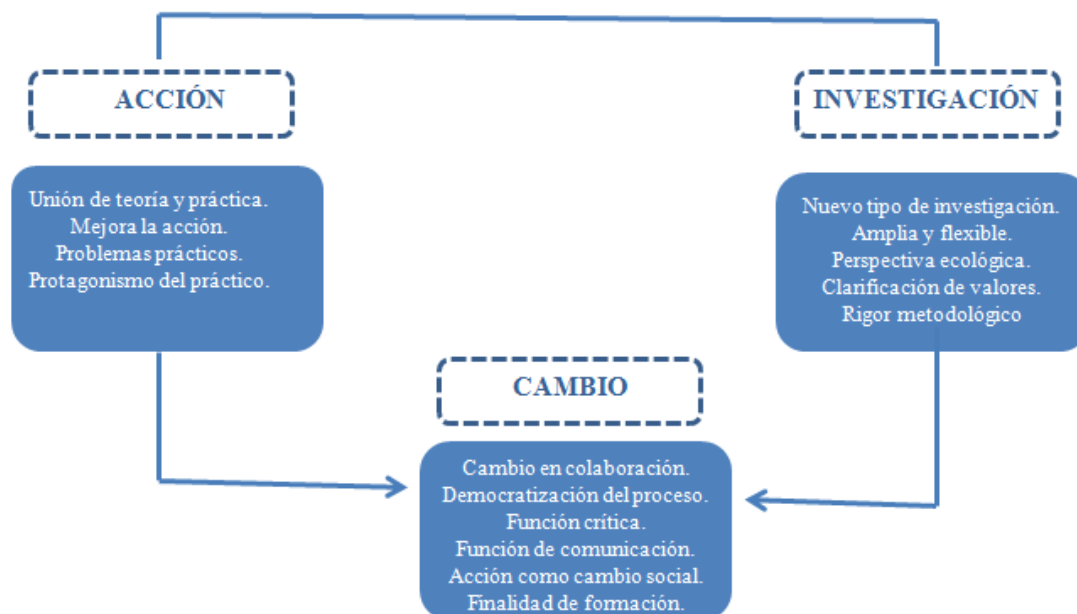 ACCIÓN
INVESTIGACIÓN
Unión de teoría y práctica.
Mejora la acción.
Problemas prácticos.
Protagonismo del práctico.
Nuevo tipo de investigación.
Amplia y flexible.
Perspectiva ecológica.
Clarificación de valores.
Rigor metodológico
CAMBIO
Cambio en colaboración.
Democratización del proceso.
Función crítica.
Función de comunicación.
Acción como cambio social.
Finalidad de formación.